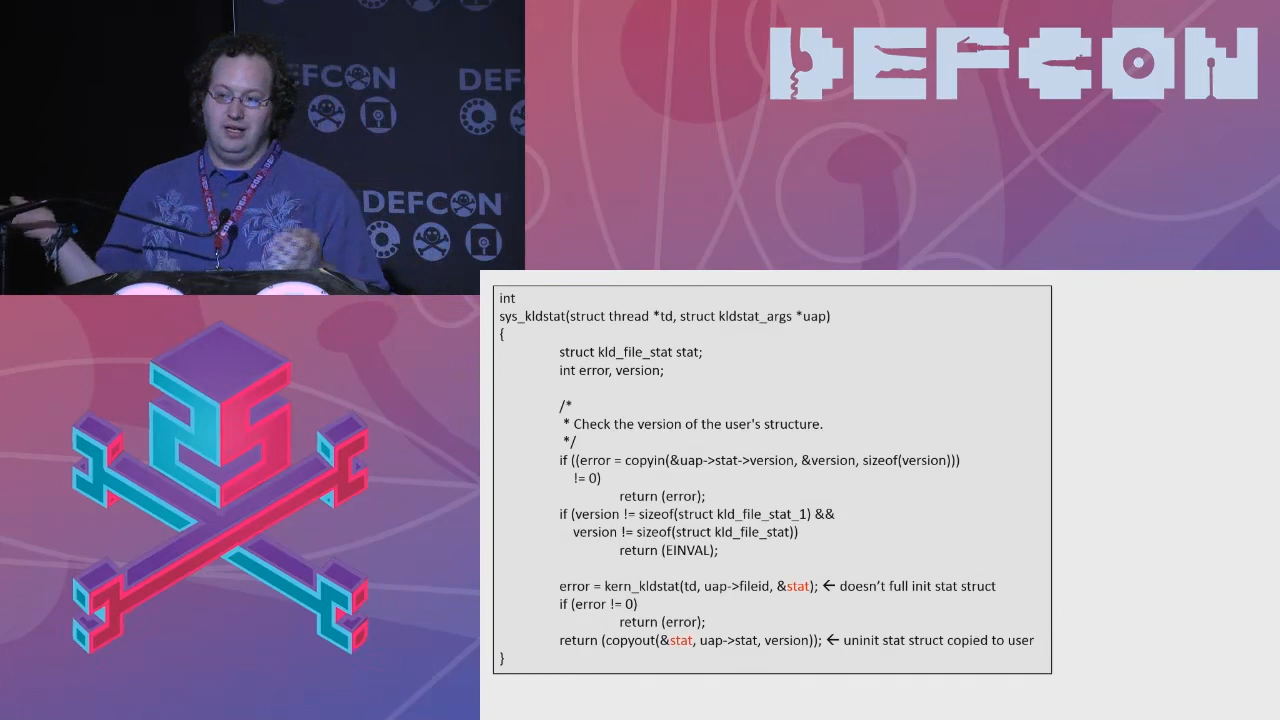 DEFCON
DEFCON
DEF
DEFCON
int
sys_kldstat(struct thread *td, struct kldstat_args *uap)
{
struct kld_file_stat stat;
int error, version;
/*
* Check the version of the user's structure.
*/
if ((error = copyin(&uap->stat->version, &version, sizeof(version)))
!= 0)
return (error);
if (version != sizeof(struct kld_file_stat_1) &&
version != sizeof(struct kld_file_stat))
return (EINVAL);
error = kern_kldstat(td, uap->fileid, &stat); ← doesn't full init stat struct
if (error != 0)
return (error);
return (copyout(&stat, uap->stat, version)); ← uninit stat struct copied to user
}